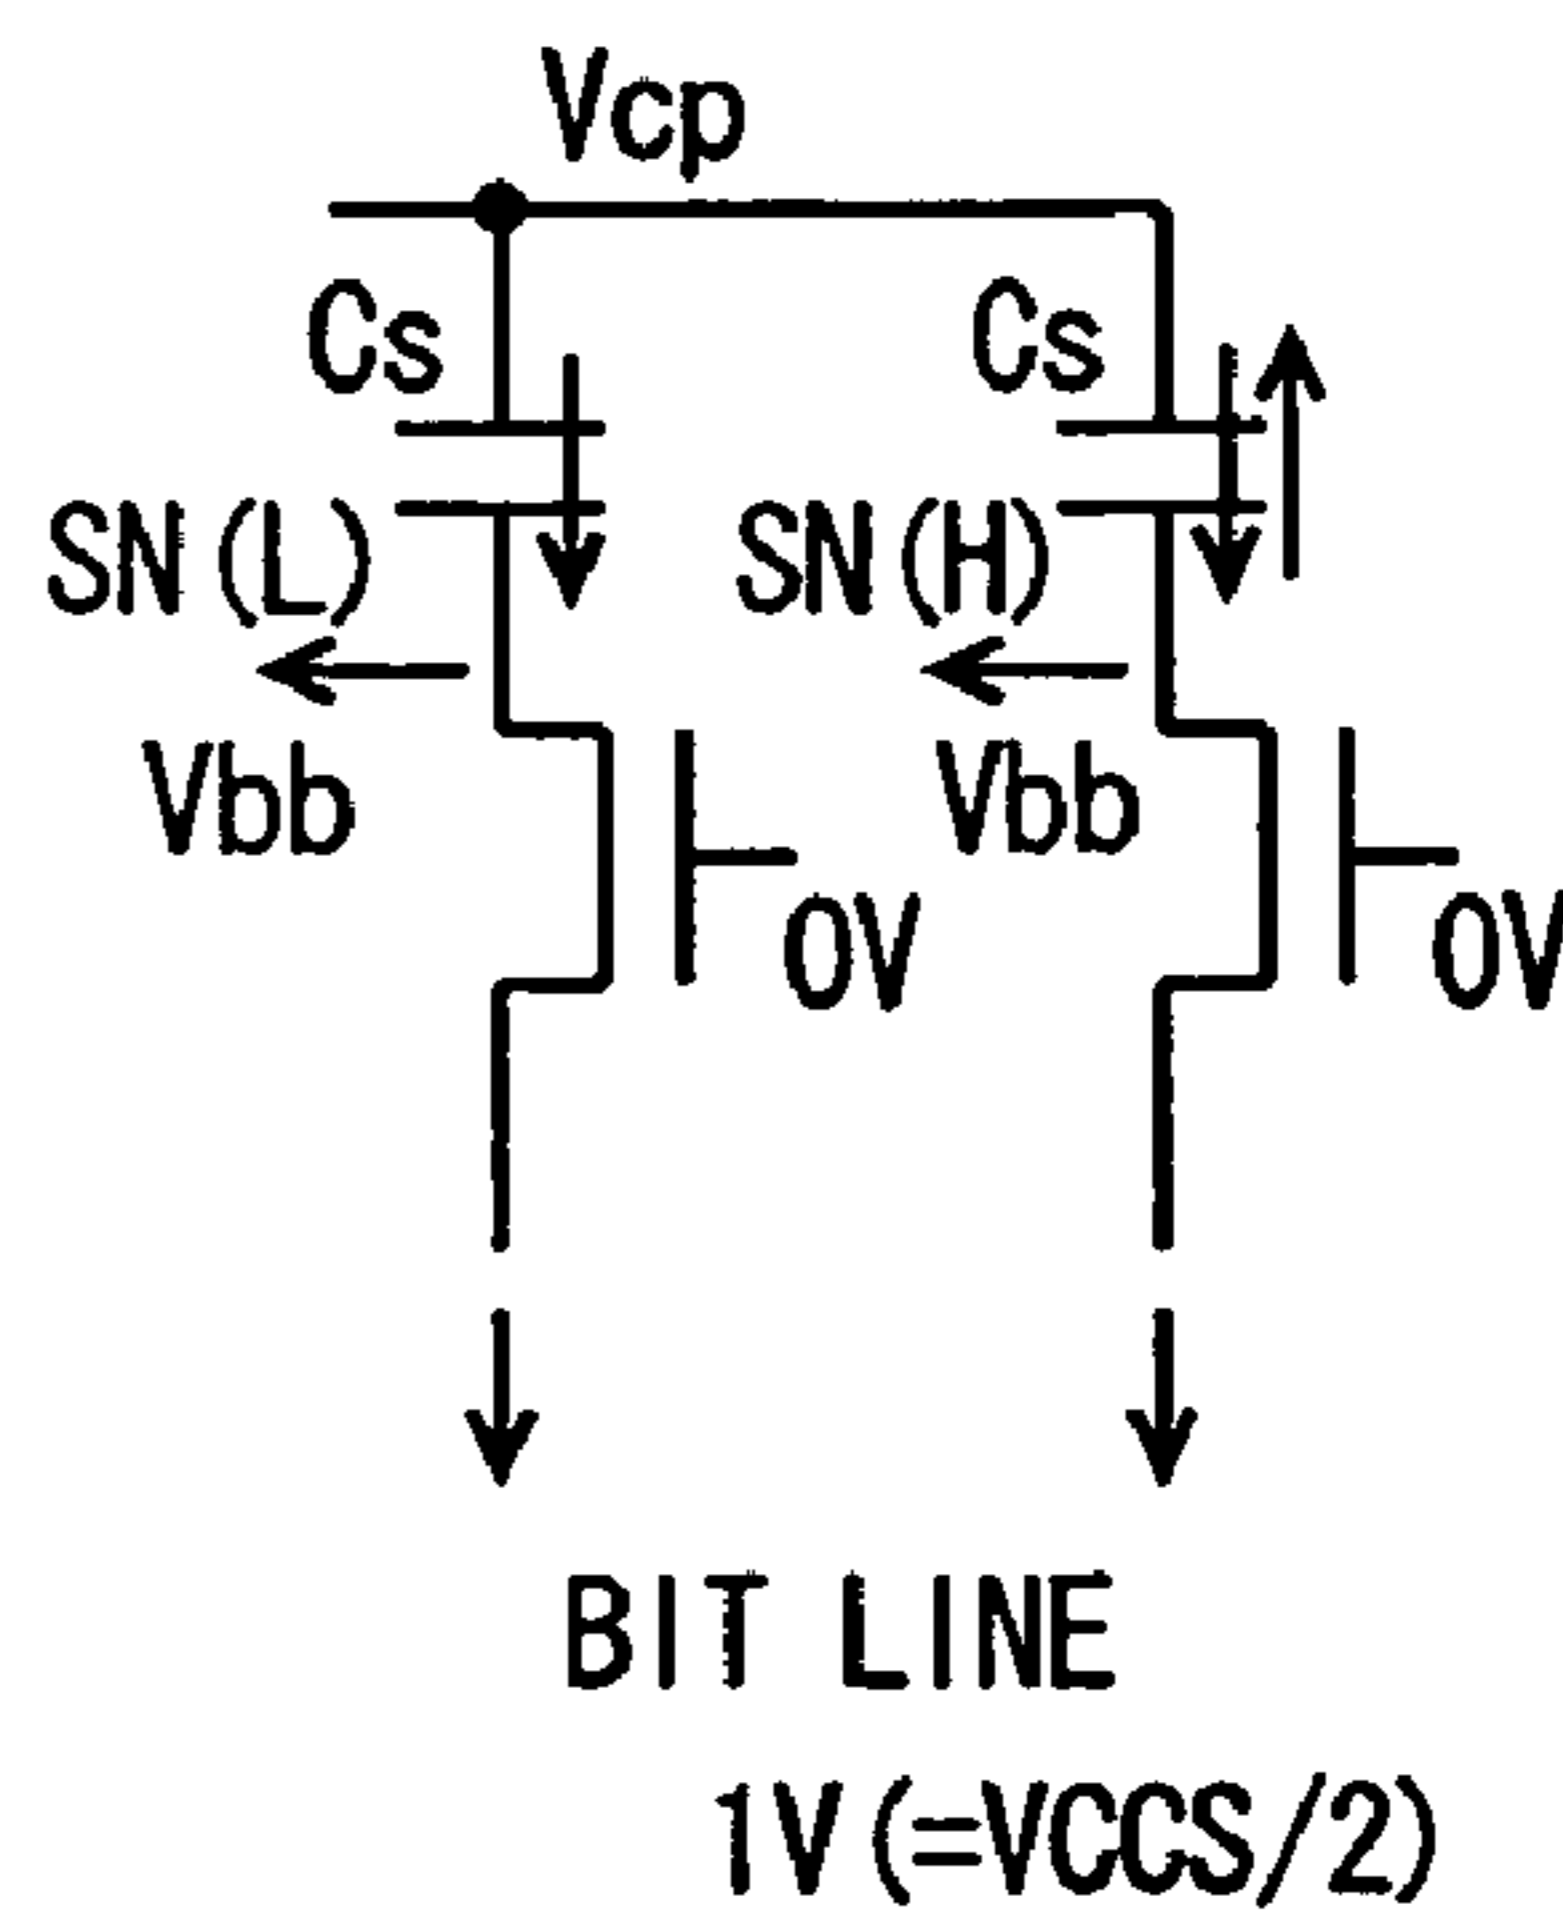 Vcp
Cs Cs
SN(L) SN(H)
Vbb Vbb
0V 0V
BIT LINE
1V(=VCCS/2)